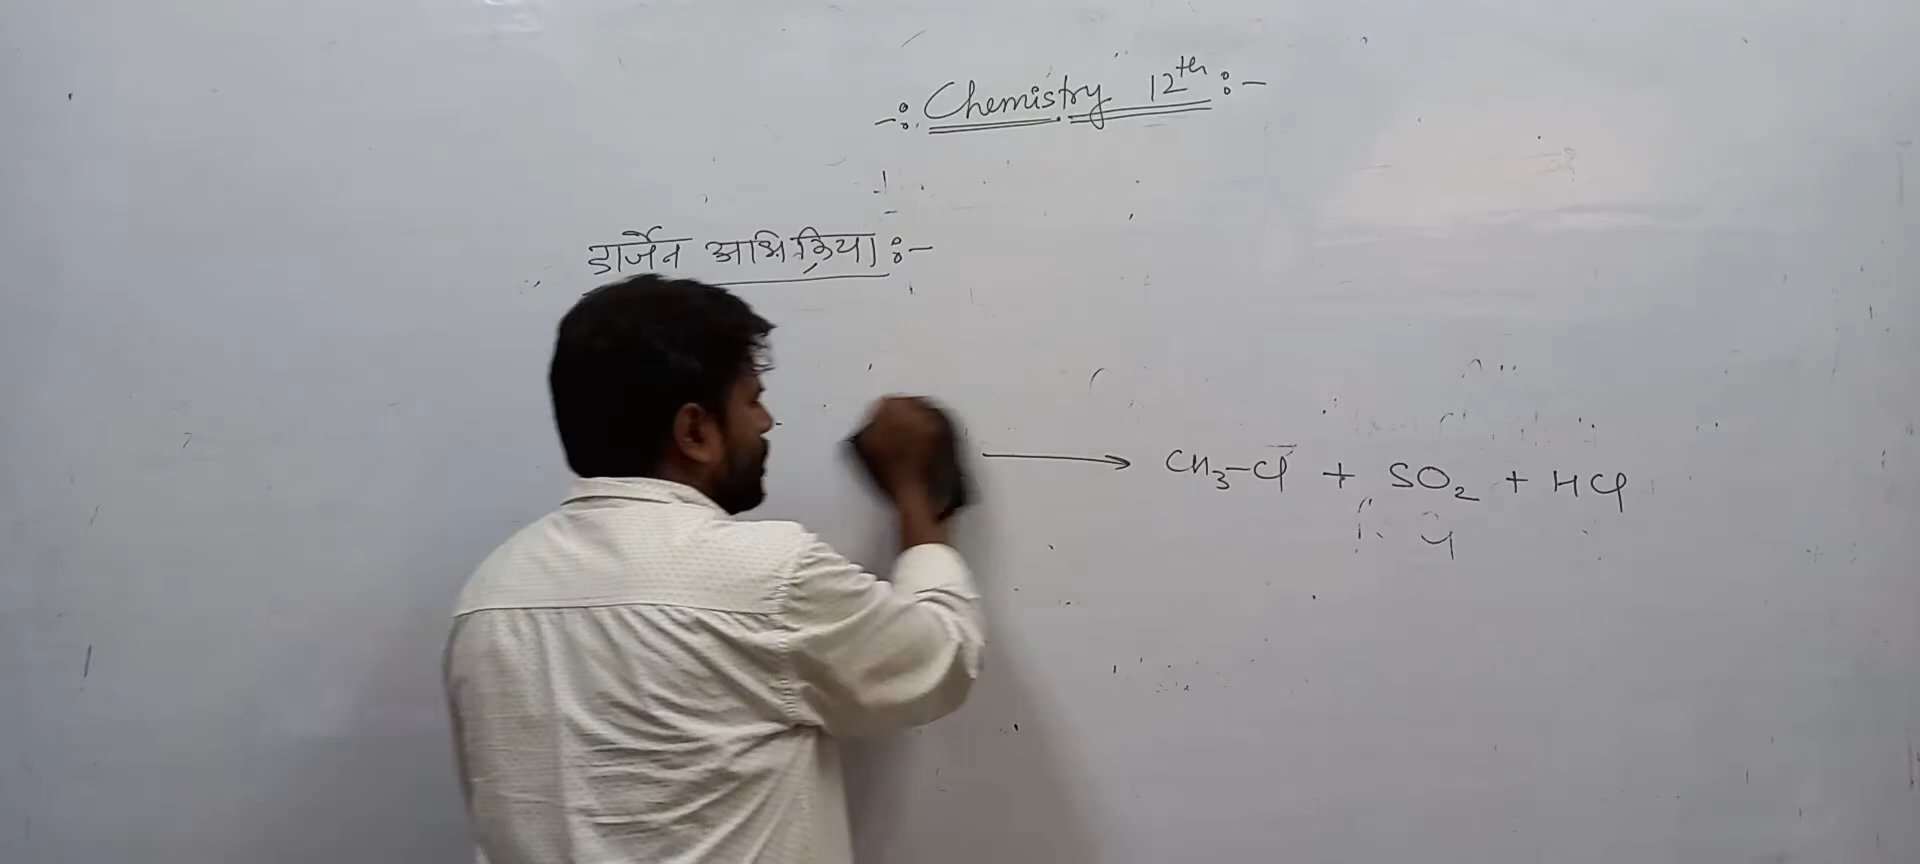 -: Chemistry 12th :-
डार्जेन अभिक्रिया :-
⟶ CH₃-Cl + SO₂ + HCl